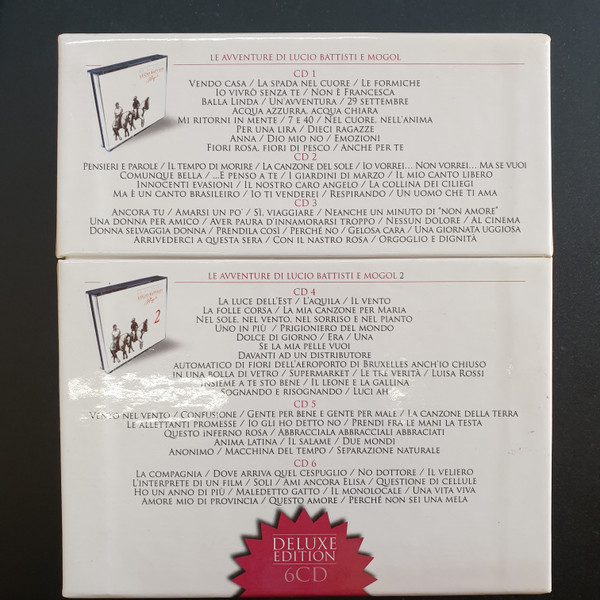 LE AVVENTURE DI LUCIO BATTISTI E MOGOL
CD 1
VENDO CASA / LA SPADA NEL CUORE / LE FORMICHE
IO VIVRÒ SENZA TE / NON È FRANCESCA
BALLA LINDA / UN'AVVENTURA / 29 SETTEMBRE
ACQUA AZZURRA, ACQUA CHIARA
MI RITORNI IN MENTE / 7 E 40 / NEL CUORE, NELL'ANIMA
PER UNA LIRA / DIECI RAGAZZE
ANNA / DIO MIO NO / EMOZIONI
FIORI ROSA, FIORI DI PESCO / ANCHE PER TE
CD 2
PENSIERI E PAROLE / IL TEMPO DI MORIRE / LA CANZONE DEL SOLE / IO VORREI... NON VORREI... MA SE VUOI
COMUNQUE BELLA / ...E PENSO A TE / I GIARDINI DI MARZO / IL MIO CANTO LIBERO
INNOCENTI EVASIONI / IL NOSTRO CARO ANGELO / LA COLLINA DEI CILIEGI
MA È UN CANTO BRASILEIRO / IO TI VENDEREI / RESPIRANDO / UN UOMO CHE TI AMA
CD 3
ANCORA TU / AMARSI UN PO' / SÌ, VIAGGIARE / NEANCHE UN MINUTO DI "NON AMORE"
UNA DONNA PER AMICO / AVER PAURA D'INNAMORARSI TROPPO / NESSUN DOLORE / AL CINEMA
DONNA SELVAGGIA DONNA / PRENDILA COSÌ / PERCHÉ NO / GELOSA CARA / UNA GIORNATA UGGIOSA
ARRIVEDERCI A QUESTA SERA / CON IL NASTRO ROSA / ORGOGLIO E DIGNITÀ
LE AVVENTURE DI LUCIO BATTISTI E MOGOL 2
2
CD 4
LA LUCE DELL'EST / L'AQUILA / IL VENTO
LA FOLLE CORSA / LA MIA CANZONE PER MARIA
NEL SOLE, NEL VENTO, NEL SORRISO E NEL PIANTO
UNO IN PIÙ / PRIGIONIERO DEL MONDO
DOLCE DI GIORNO / ERA / UNA
SE LA MIA PELLE VUOI
DAVANTI AD UN DISTRIBUTORE
AUTOMATICO DI FIORI DELL'AEROPORTO DI BRUXELLES ANCH'IO CHIUSO
IN UNA BOLLA DI VETRO / SUPERMARKET / LE TRE VERITÀ / LUISA ROSSI
INSIEME A TE STO BENE / IL LEONE E LA GALLINA
SOGNANDO E RISOGNANDO / LUCI AH
CD 5
VENTO NEL VENTO / CONFUSIONE / GENTE PER BENE E GENTE PER MALE / LA CANZONE DELLA TERRA
LE ALLETTANTI PROMESSE / IO GLI HO DETTO NO / PRENDI FRA LE MANI LA TESTA
QUESTO INFERNO ROSA / ABBRACCIALA ABBRACCIALI ABBRACIATI
ANIMA LATINA / IL SALAME / DUE MONDI
ANONIMO / MACCHINA DEL TEMPO / SEPARAZIONE NATURALE
CD 6
LA COMPAGNIA / DOVE ARRIVA QUEL CESPUGLIO / NO DOTTORE / IL VELIERO
L'INTERPRETE DI UN FILM / SOLI / AMI ANCORA ELISA / QUESTIONE DI CELLULE
HO UN ANNO DI PIÙ / MALEDETTO GATTO / IL MONOLOCALE / UNA VITA VIVA
AMORE MIO DI PROVINCIA / QUESTO AMORE / PERCHÉ NON SEI UNA MELA
DELUXE
EDITION
6CD